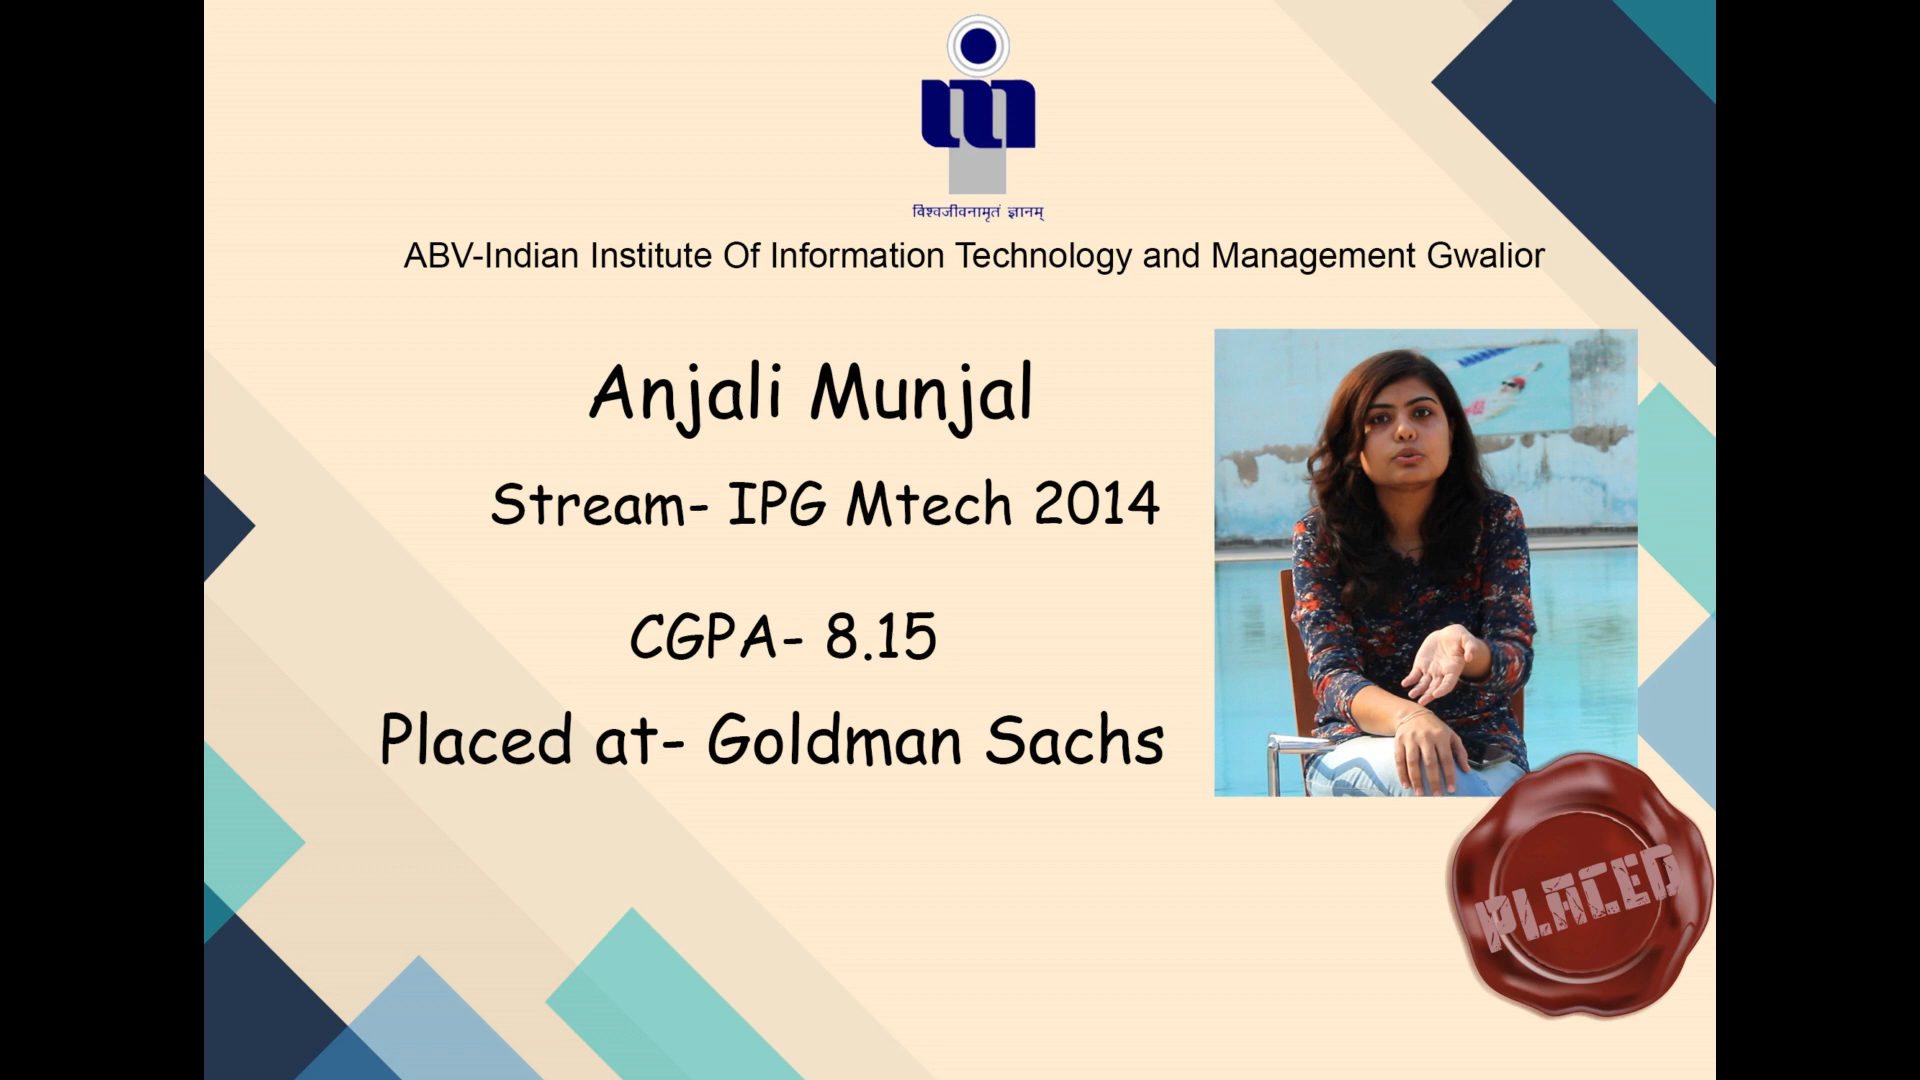 विश्वजीवनामृतं ज्ञानम्
ABV-Indian Institute Of Information Technology and Management Gwalior
Anjali Munjal
Stream- IPG Mtech 2014
CGPA- 8.15
Placed at- Goldman Sachs
PLACED